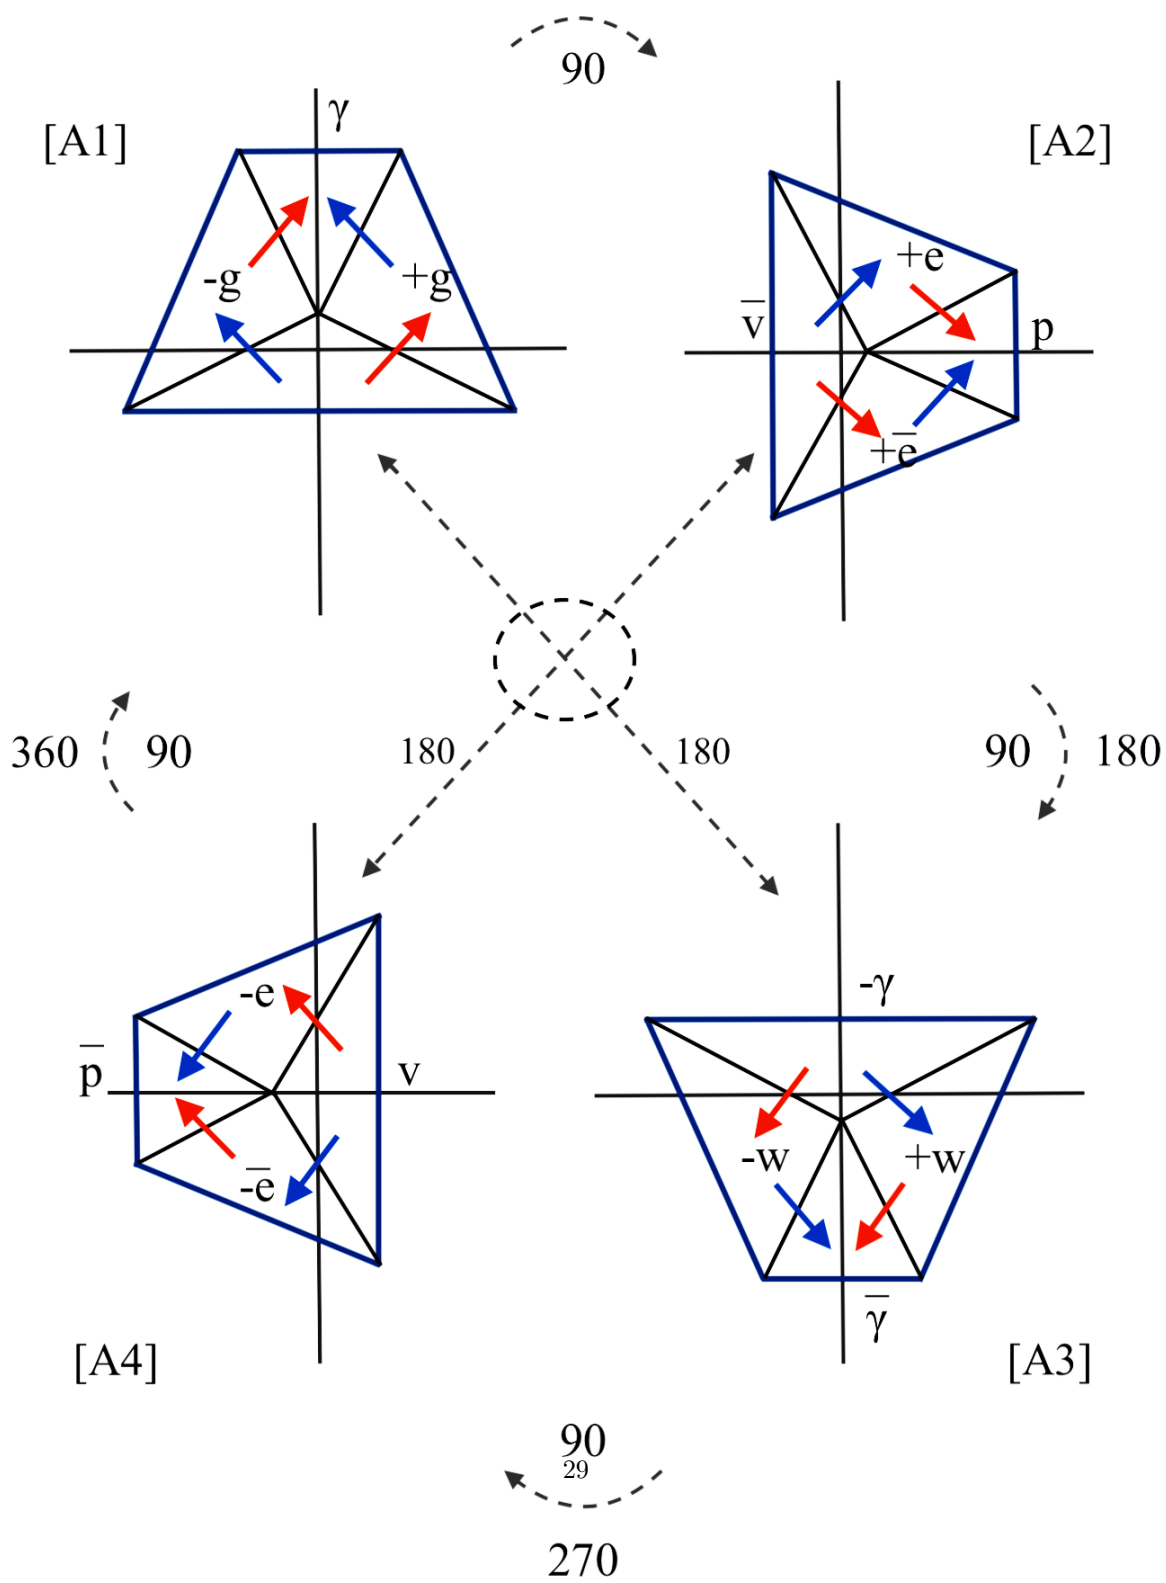 90
γ
[A1]
[A2]
-g +g
+e
v̅ p
+e̅
360 90 180 180 90 180
-e
-γ
p̅ v
-w +w
-e̅
γ̅
[A4] [A3]
90
29
270